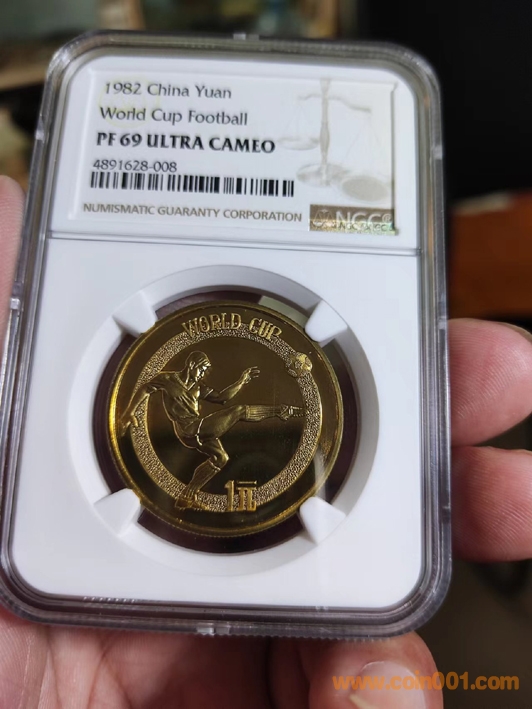 1982 China Yuan
World Cup Football
PF 69 ULTRA CAMEO
4891628-008
NUMISMATIC GUARANTY CORPORATION
NGC
WORLD CUP
1元
www.coin001.com